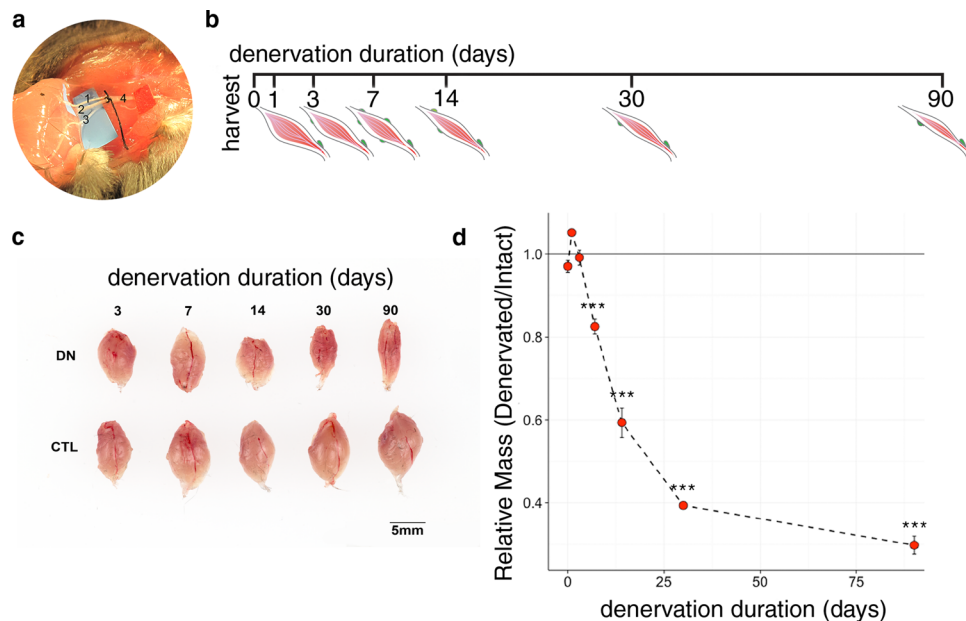 a
1
2
3
3
4
b
denervation duration (days)
harvest
0 1 3 7 14 30 90
c
denervation duration (days)
3 7 14 30 90
DN
CTL
5mm
d
Relative Mass (Denervated/Intact)
1.0
0.8
0.6
0.4
***
***
***
***
0 25 50 75
denervation duration (days)